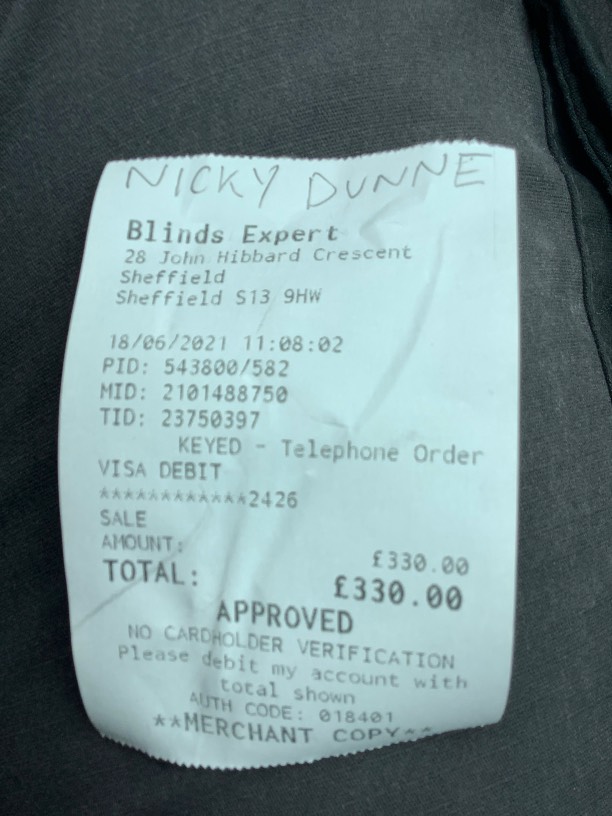 NICKY DUNNE
Blinds Expert
28 John Hibbard Crescent
Sheffield
Sheffield S13 9HW
18/06/2021 11:08:02
PID: 543800/582
MID: 2101488750
TID: 23750397
KEYED - Telephone Order
VISA DEBIT
************2426
SALE
AMOUNT: £330.00
TOTAL: £330.00
APPROVED
NO CARDHOLDER VERIFICATION
Please debit my account with
total shown
AUTH CODE: 018401
**MERCHANT COPY**